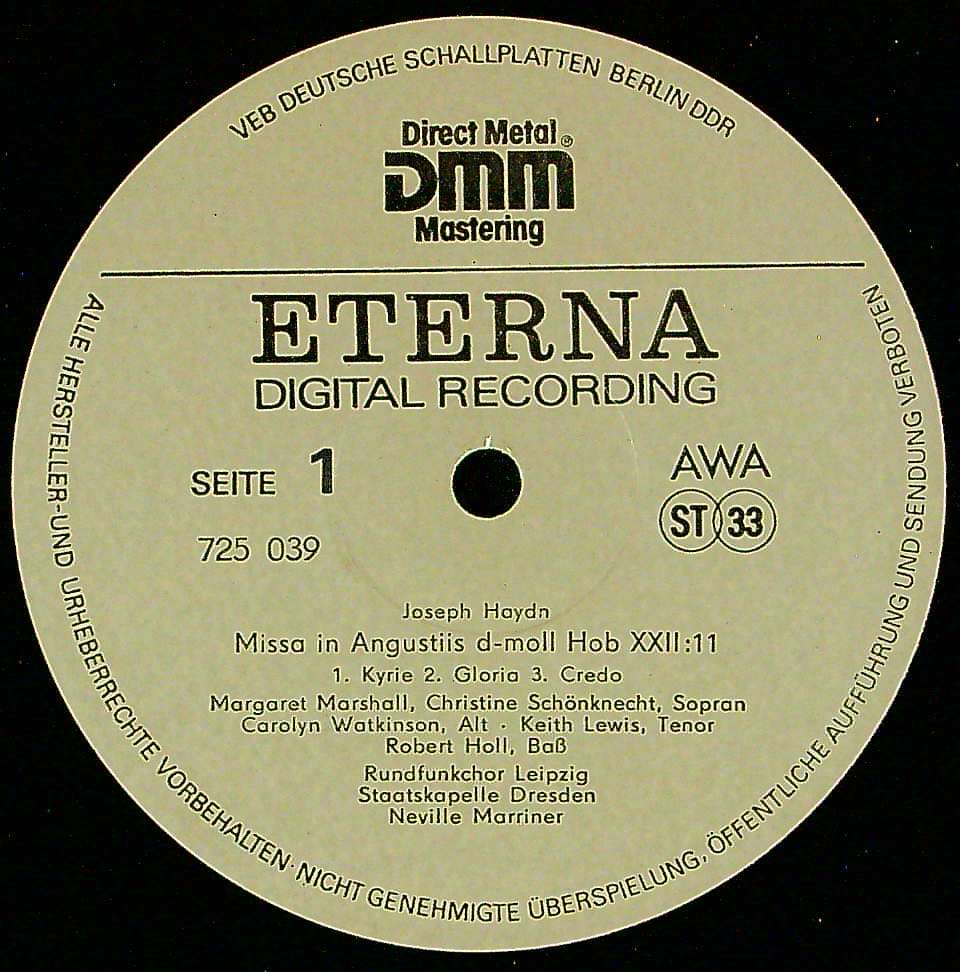 VEB DEUTSCHE SCHALLPLATTEN BERLIN DDR
Direct Metal ®
DMM
Mastering
ETERNA
DIGITAL RECORDING
SEITE 1
AWA
725 039
ST 33
Joseph Haydn
Missa in Angustiis d-moll Hob XXII:11
1. Kyrie 2. Gloria 3. Credo
Margaret Marshall, Christine Schönknecht, Sopran
Carolyn Watkinson, Alt · Keith Lewis, Tenor
Robert Holl, Baß
Rundfunkchor Leipzig
Staatskapelle Dresden
Neville Marriner
ALLE HERSTELLER-UND URHEBERRECHTE VORBEHALTEN· NICHT GENEHMIGTE ÜBERSPIELUNG, ÖFFENTLICHE AUFFÜHRUNG UND SENDUNG VERBOTEN